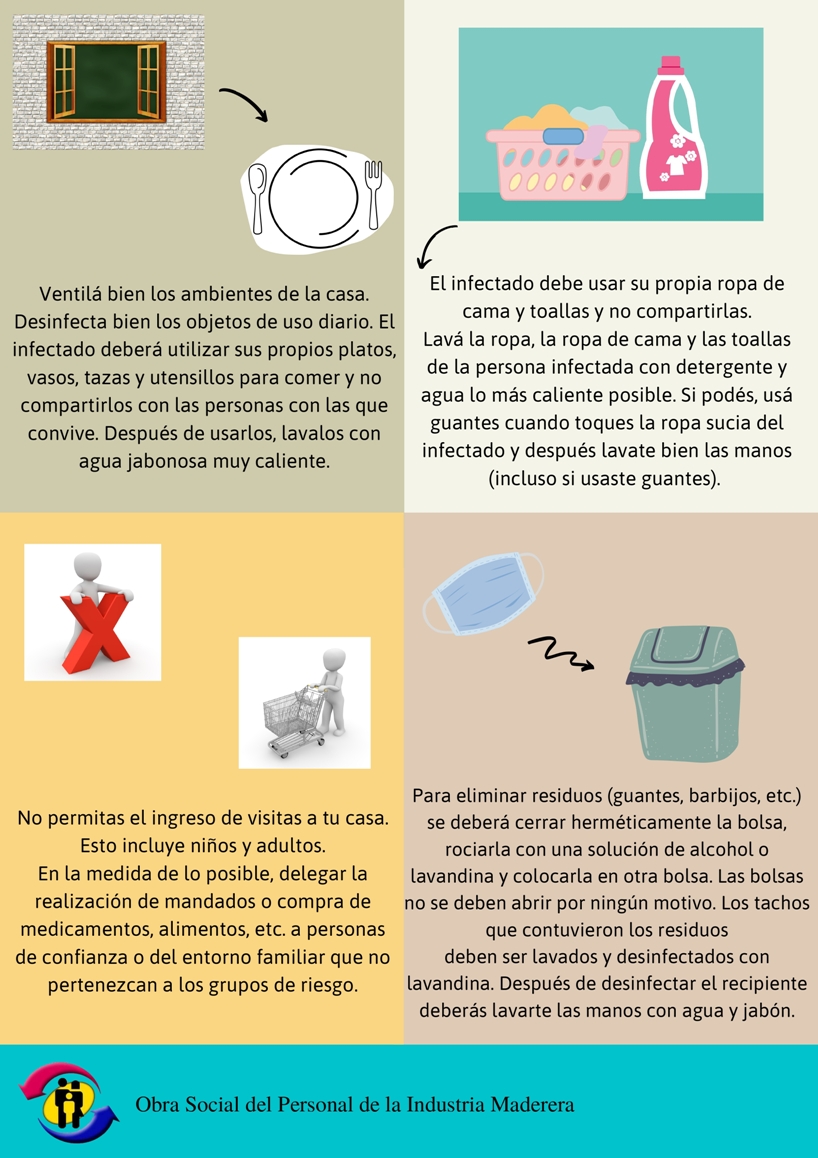 Ventilá bien los ambientes de la casa.
Desinfecta bien los objetos de uso diario. El
infectado deberá utilizar sus propios platos,
vasos, tazas y utensillos para comer y no
compartirlos con las personas con las que
convive. Después de usarlos, lavalos con
agua jabonosa muy caliente.
El infectado debe usar su propia ropa de
cama y toallas y no compartirlas.
Lavá la ropa, la ropa de cama y las toallas
de la persona infectada con detergente y
agua lo más caliente posible. Si podés, usá
guantes cuando toques la ropa sucia del
infectado y después lavate bien las manos
(incluso si usaste guantes).
No permitas el ingreso de visitas a tu casa.
Esto incluye niños y adultos.
En la medida de lo posible, delegar la
realización de mandados o compra de
medicamentos, alimentos, etc. a personas
de confianza o del entorno familiar que no
pertenezcan a los grupos de riesgo.
Para eliminar residuos (guantes, barbijos, etc.)
se deberá cerrar herméticamente la bolsa,
rociarla con una solución de alcohol o
lavandina y colocarla en otra bolsa. Las bolsas
no se deben abrir por ningún motivo. Los tachos
que contuvieron los residuos
deben ser lavados y desinfectados con
lavandina. Después de desinfectar el recipiente
deberás lavarte las manos con agua y jabón.
Obra Social del Personal de la Industria Maderera